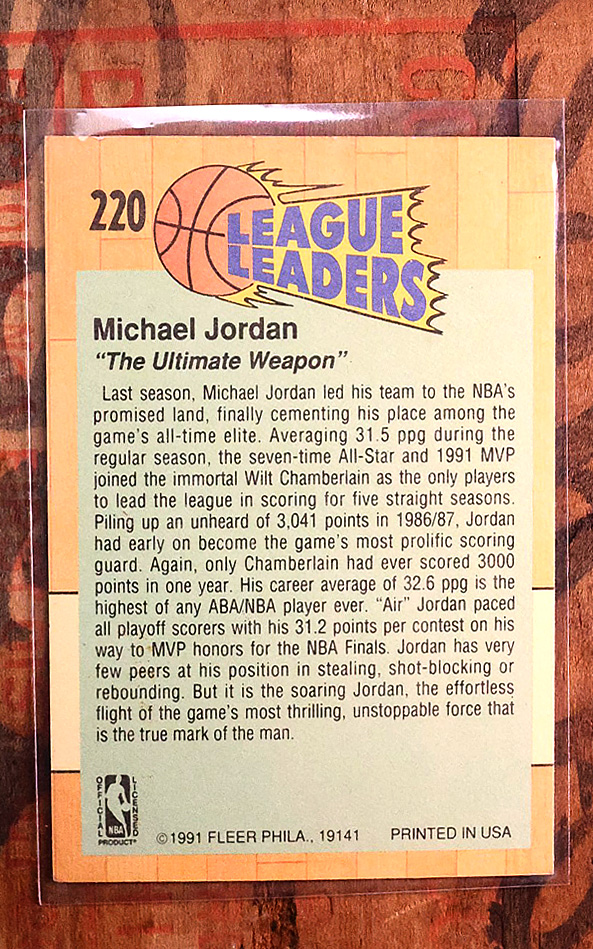 220
LEAGUE
LEADERS
Michael Jordan
“The Ultimate Weapon”
Last season, Michael Jordan led his team to the NBA's
promised land, finally cementing his place among the
game's all-time elite. Averaging 31.5 ppg during the
regular season, the seven-time All-Star and 1991 MVP
joined the immortal Wilt Chamberlain as the only players
to lead the league in scoring for five straight seasons.
Piling up an unheard of 3,041 points in 1986/87, Jordan
had early on become the game's most prolific scoring
guard. Again, only Chamberlain had ever scored 3000
points in one year. His career average of 32.6 ppg is the
highest of any ABA/NBA player ever. “Air” Jordan paced
all playoff scorers with his 31.2 points per contest on his
way to MVP honors for the NBA Finals. Jordan has very
few peers at his position in stealing, shot-blocking or
rebounding. But it is the soaring Jordan, the effortless
flight of the game's most thrilling, unstoppable force that
is the true mark of the man.
OFFICIAL
LICENSED
NBA
PRODUCT®
©1991 FLEER PHILA., 19141 PRINTED IN USA